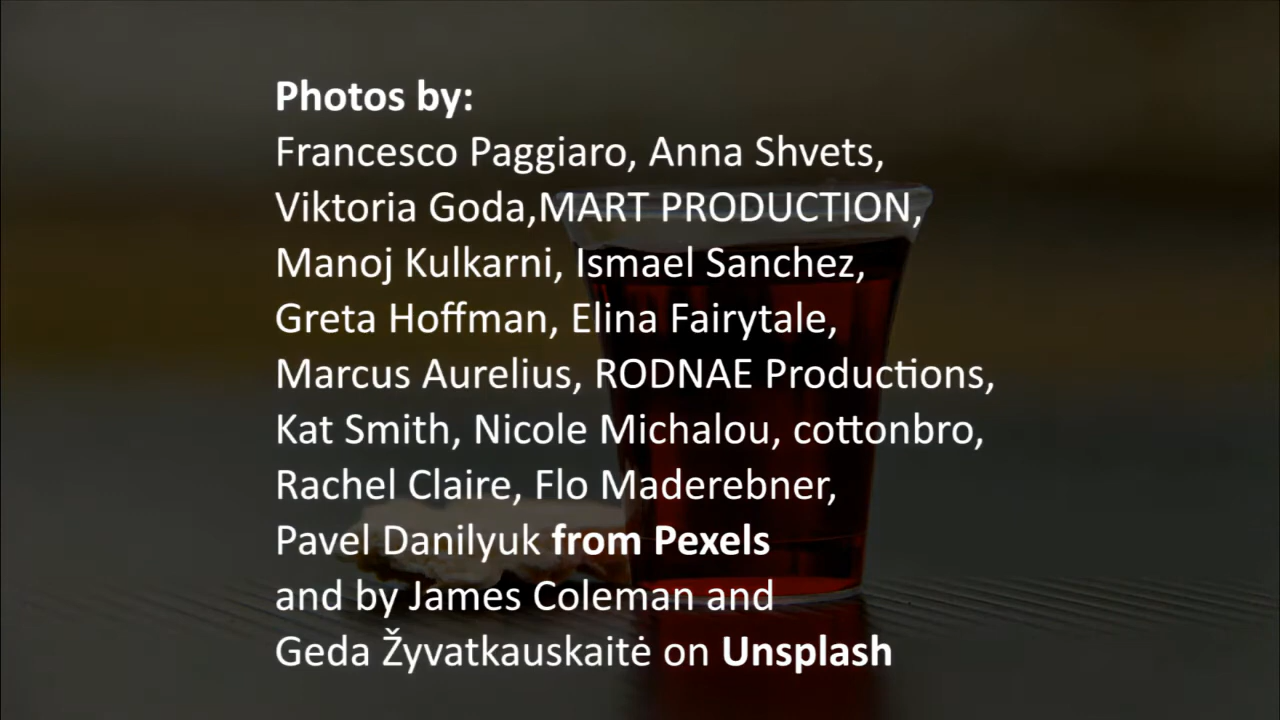 Photos by:
Francesco Paggiaro, Anna Shvets,
Viktoria Goda,MART PRODUCTION,
Manoj Kulkarni, Ismael Sanchez,
Greta Hoffman, Elina Fairytale,
Marcus Aurelius, RODNAE Productions,
Kat Smith, Nicole Michalou, cottonbro,
Rachel Claire, Flo Maderebner,
Pavel Danilyuk from Pexels
and by James Coleman and
Geda Žyvatkauskaitė on Unsplash